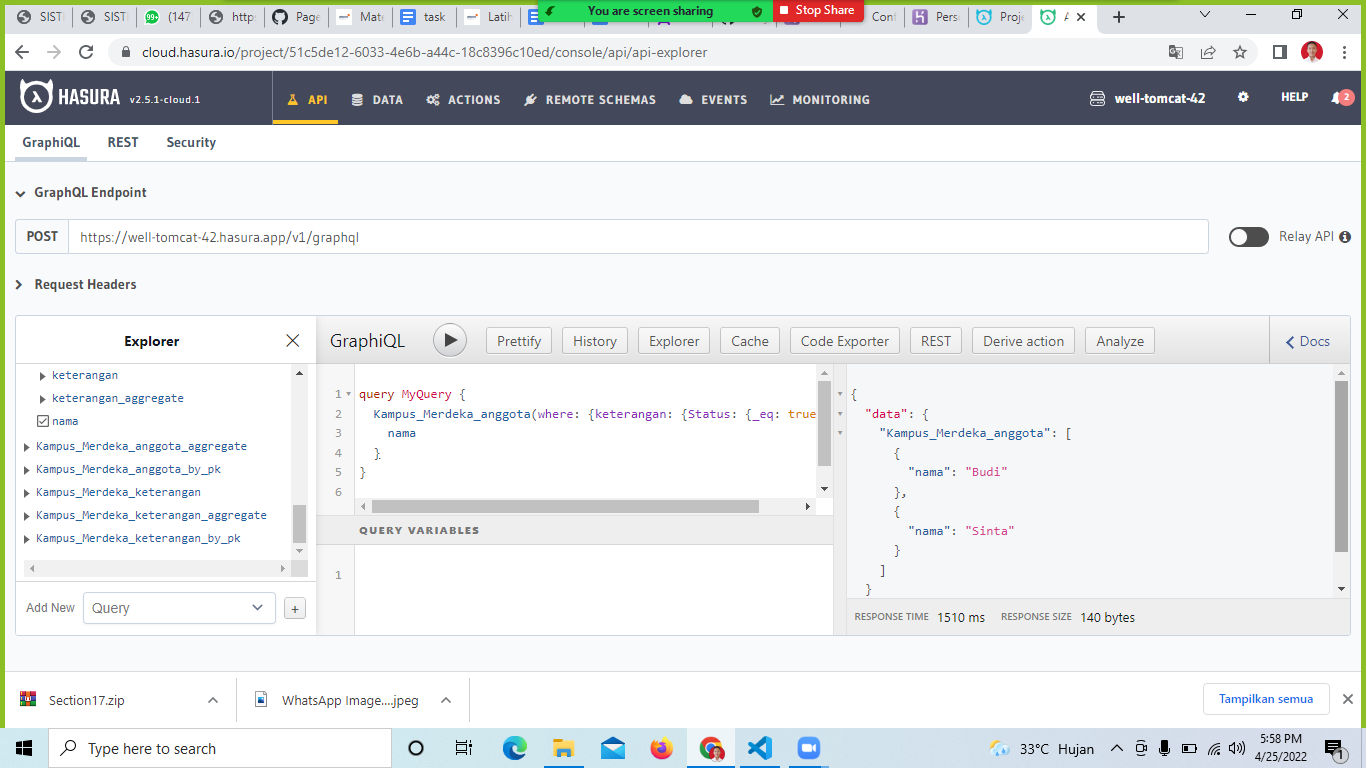 SIST
SIST
99+ (147
http:
Page
Mate
task
Latih
You are screen sharing
Stop Share
Con
Perso
Proje
cloud.hasura.io/project/51c5de12-6033-4e6b-a44c-18c8396c10ed/console/api/api-explorer
HASURA v2.5.1-cloud.1
API DATA ACTIONS REMOTE SCHEMAS EVENTS MONITORING
well-tomcat-42 HELP 2
GraphiQL REST Security
GraphQL Endpoint
POST https://well-tomcat-42.hasura.app/v1/graphql
Relay API
Request Headers
Explorer
keterangan
keterangan_aggregate
nama
Kampus_Merdeka_anggota_aggregate
Kampus_Merdeka_anggota_by_pk
Kampus_Merdeka_keterangan
Kampus_Merdeka_keterangan_aggregate
Kampus_Merdeka_keterangan_by_pk
Add New Query +
GraphiQL Prettify History Explorer Cache Code Exporter REST Derive action Analyze Docs
1 query MyQuery {
2 Kampus_Merdeka_anggota(where: {keterangan: {Status: {_eq: true
3 nama
4 }
5 }
6
QUERY VARIABLES
1
{
"data": {
"Kampus_Merdeka_anggota": [
{
"nama": "Budi"
},
{
"nama": "Sinta"
}
]
}
RESPONSE TIME 1510 ms RESPONSE SIZE 140 bytes
Section17.zip
WhatsApp Image....jpeg
Tampilkan semua
Type here to search
33°C Hujan
5:58 PM
4/25/2022
1